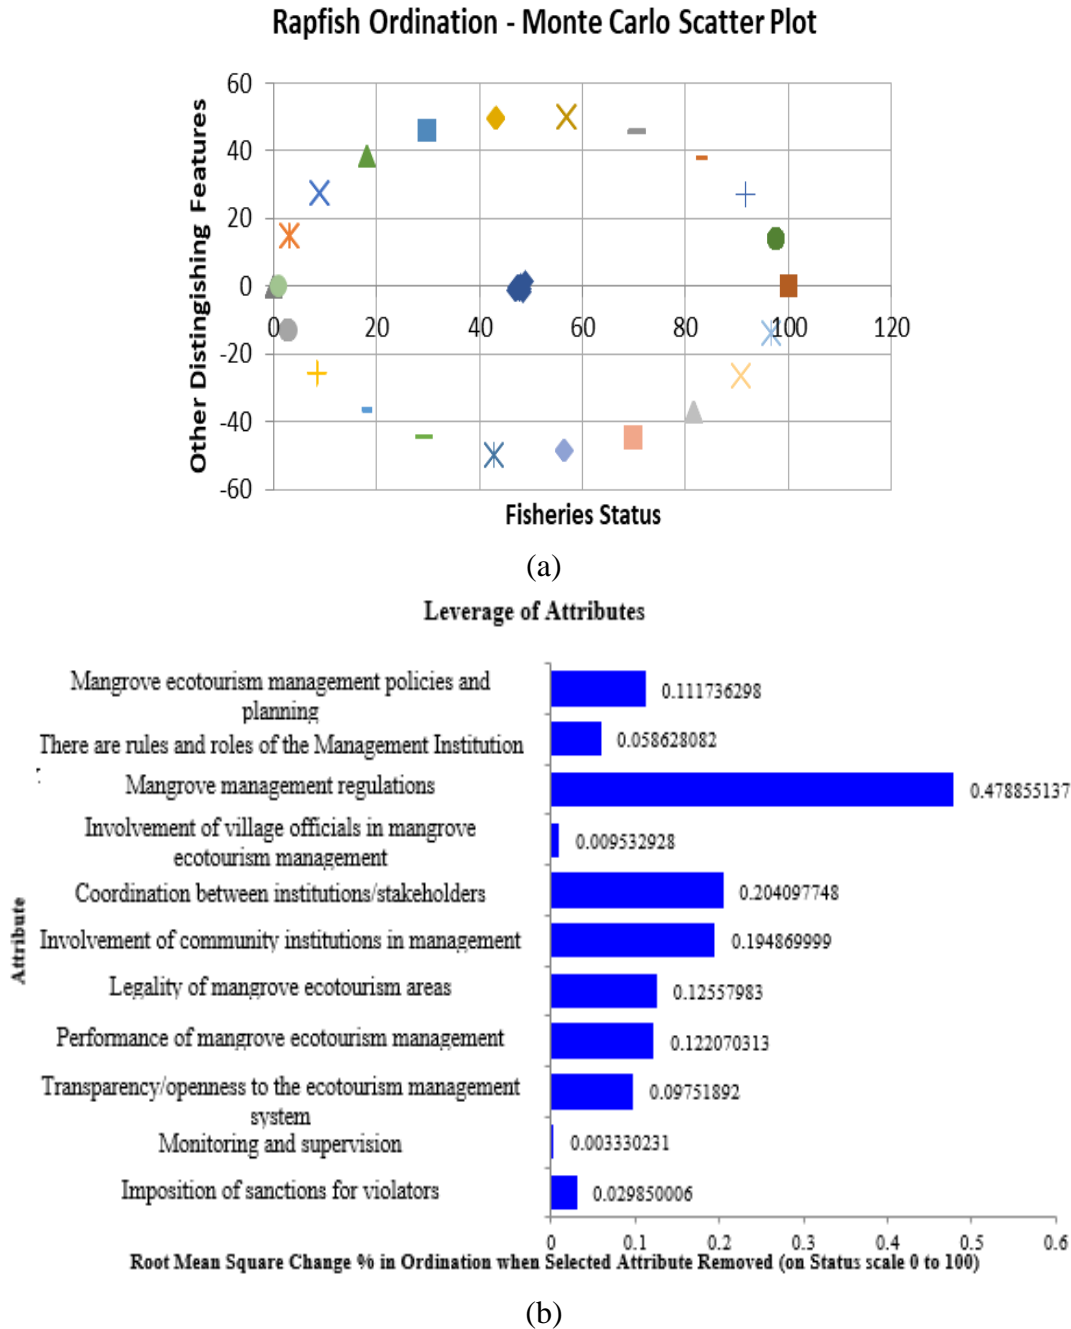 Rapfish Ordination - Monte Carlo Scatter Plot
60
40
20
0
-20
-40
-60
0 20 40 60 80 100 120
Other Distingishing Features
Fisheries Status
(a)
Leverage of Attributes
Attribute
Mangrove ecotourism management policies and
planning
0.111736298
There are rules and roles of the Management Institution
0.058628082
Mangrove management regulations
0.478855137
Involvement of village officials in mangrove
ecotourism management
0.009532928
Coordination between institutions/stakeholders
0.204097748
Involvement of community institutions in management
0.194869999
Legality of mangrove ecotourism areas
0.12557983
Performance of mangrove ecotourism management
0.122070313
Transparency/openness to the ecotourism management
system
0.09751892
Monitoring and supervision
0.003330231
Imposition of sanctions for violators
0.029850006
0 0.1 0.2 0.3 0.4 0.5 0.6
Root Mean Square Change % in Ordination when Selected Attribute Removed (on Status scale 0 to 100)
(b)